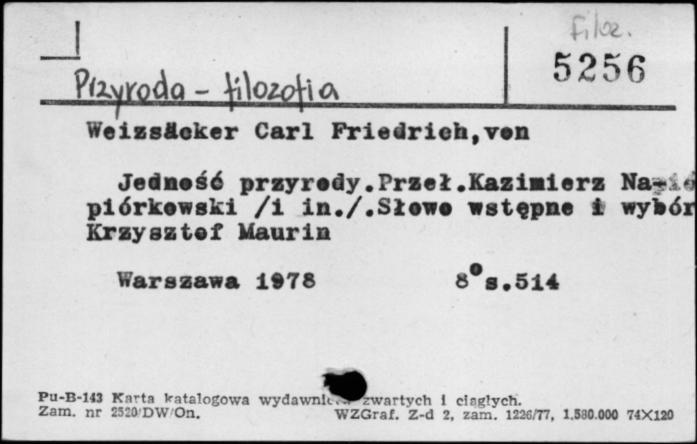 Filoz.
5256
Przyroda - filozofia
Weizsäcker Carl Friedrich,von
Jedność przyrody.Przeł.Kazimierz Na-
piórkowski /i in./.Słowo wstępne i wybór
Krzysztof Maurin
Warszawa 1978 8° s.514
Pu-B-143 Karta katalogowa zwartych i ciągłych.
Zam. nr 2520/DW/On. WZGraf. Z-d 2, zam. 1226/77, 1.580.000 74X120